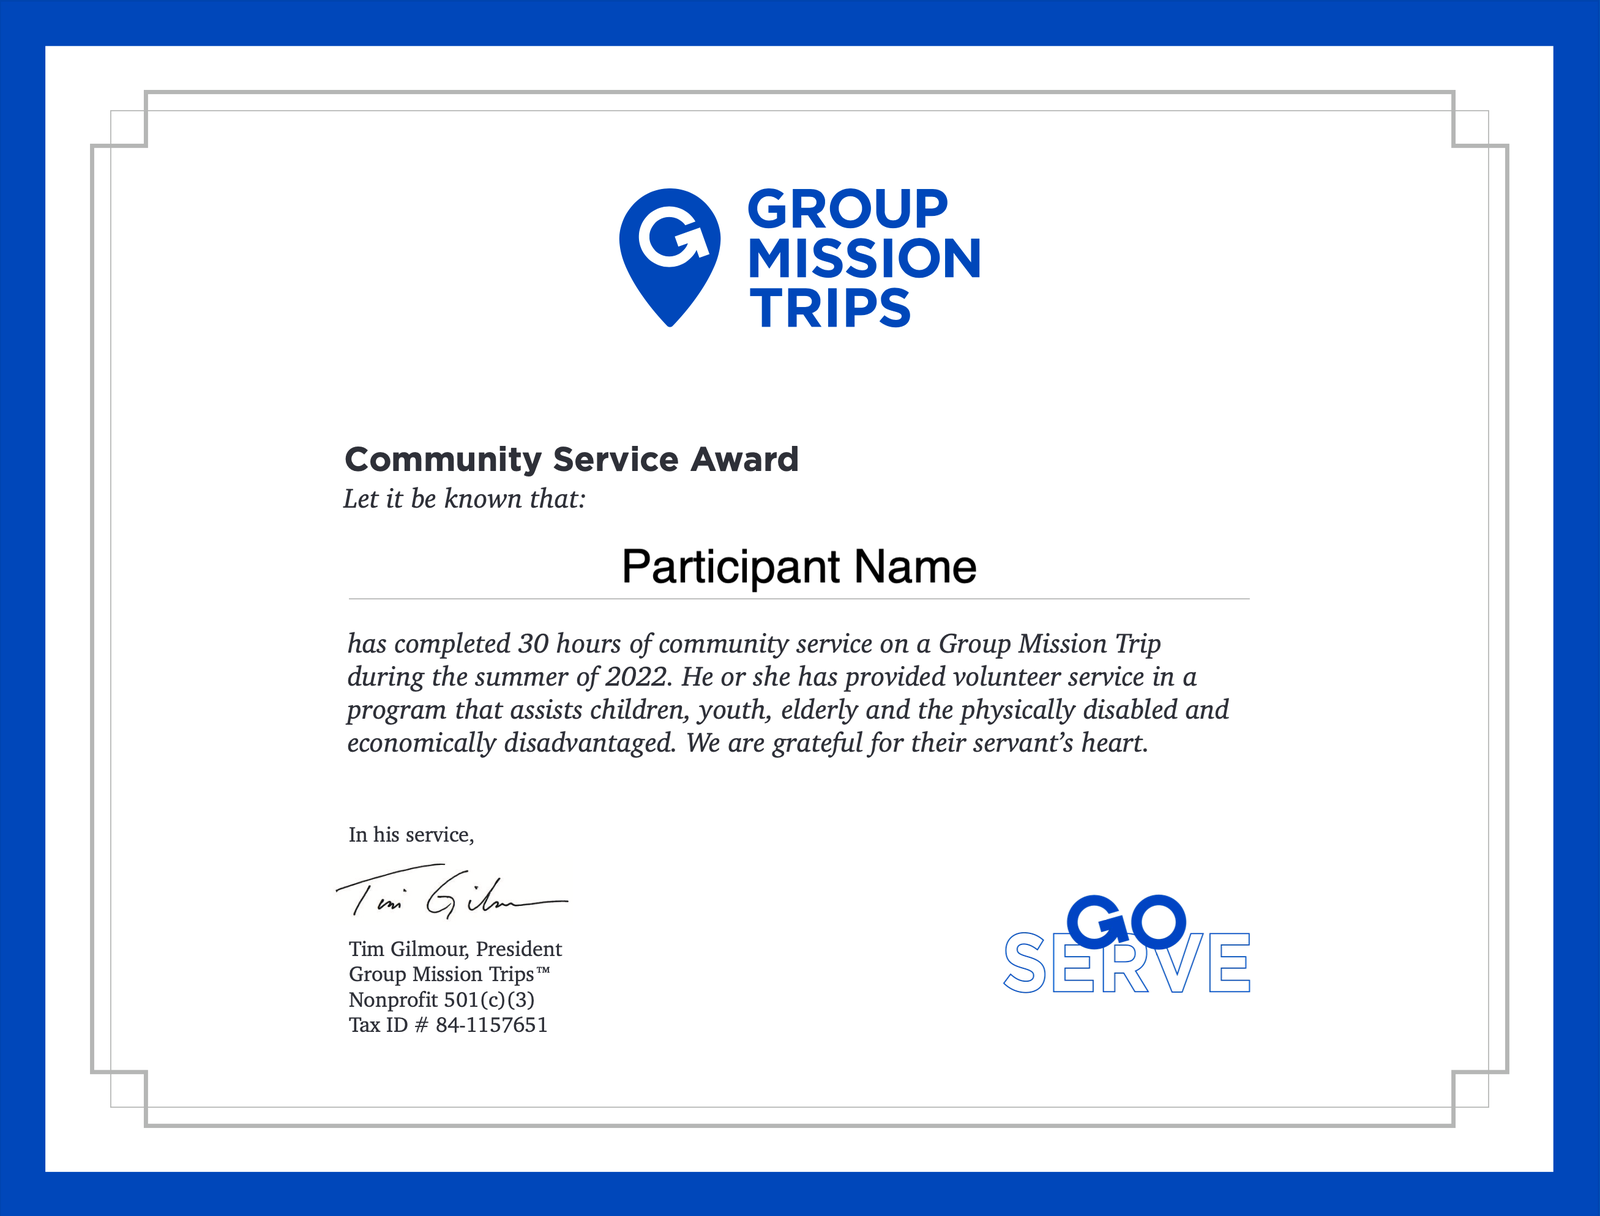 GROUP
MISSION
TRIPS
Community Service Award
Let it be known that:
Participant Name
has completed 30 hours of community service on a Group Mission Trip
during the summer of 2022. He or she has provided volunteer service in a
program that assists children, youth, elderly and the physically disabled and
economically disadvantaged. We are grateful for their servant’s heart.
In his service,
Tim Gilmour, President
Group Mission Trips™
Nonprofit 501(c)(3)
Tax ID # 84-1157651
GO
SERVE